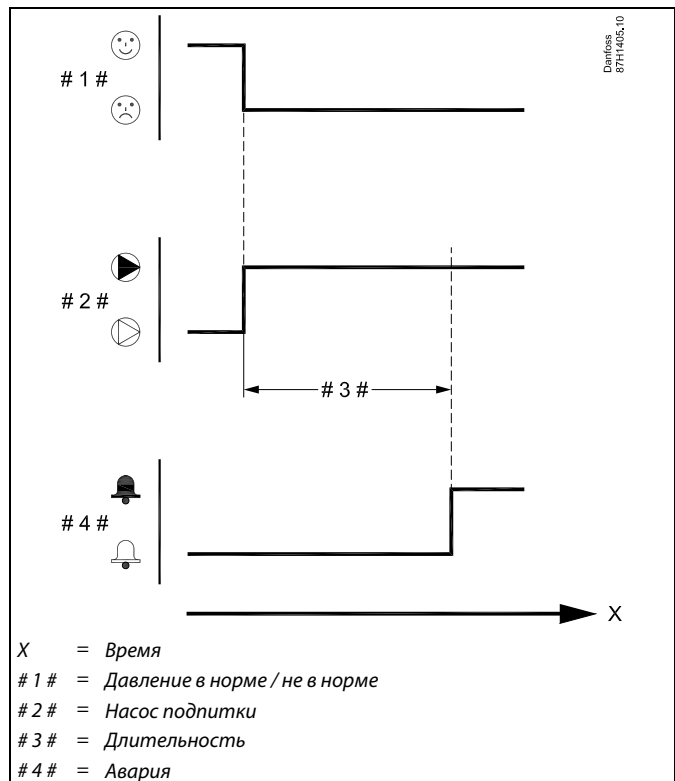 Danfoss
87H1405.10
# 1 #
# 2 #
# 3 #
# 4 #
X
X = Время
# 1 # = Давление в норме / не в норме
# 2 # = Насос подпитки
# 3 # = Длительность
# 4 # = Авария